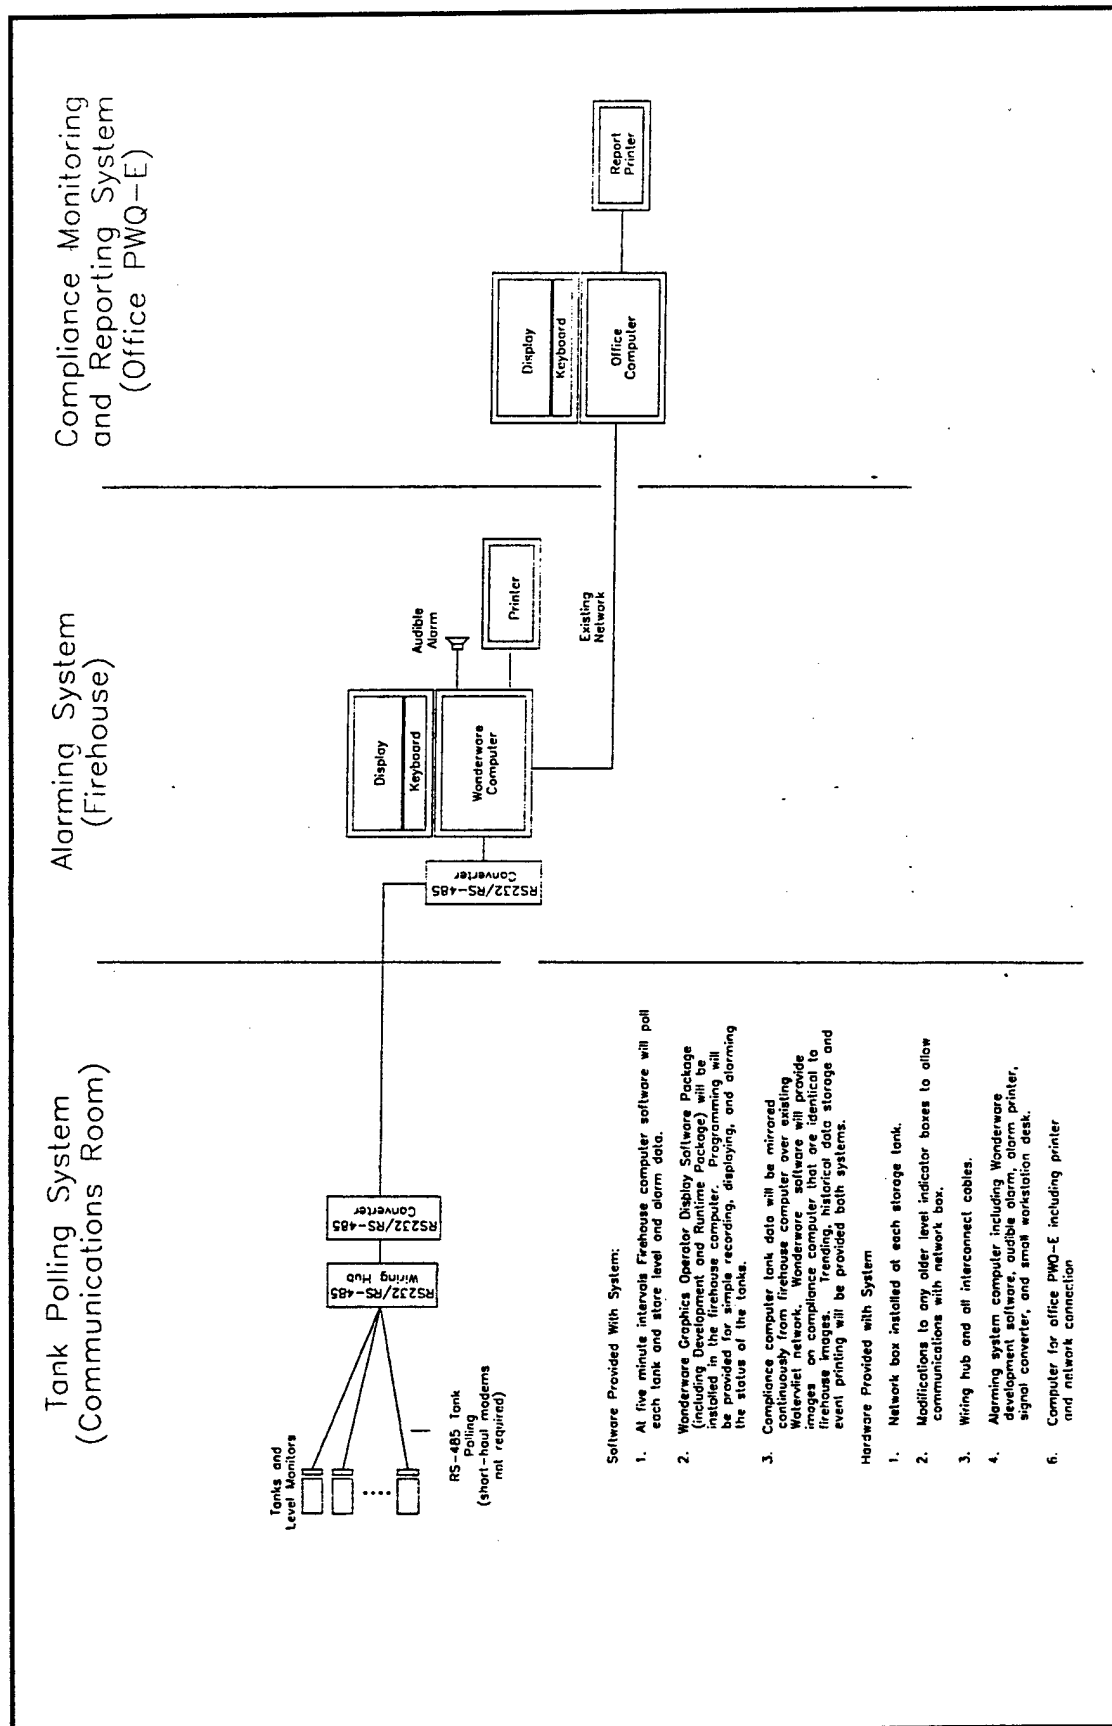 Tank Polling System
(Communications Room)
Alarming System
(Firehouse)
Compliance Monitoring
and Reporting System
(Office PWQ-E)
Tanks and
Level Monitors
RS-485 Tank
Polling
(short-haul modems
not required)
RS232/RS-485
Wiring Hub
RS232/RS-485
Converter
RS232/RS-485
Converter
Display
Keyboard
Wonderware
Computer
Audible
Alarm
Printer
Existing
Network
Display
Keyboard
Office
Computer
Report
Printer
Software Provided With System:
1. At five minute intervals Firehouse computer software will poll
each tank and store level and alarm data.
2. Wonderware Graphics Operator Display Software Package
(including Development and Runtime Package) will be
installed in the firehouse computer. Programming will
be provided for simple recording, displaying, and alarming
the status of the tanks.
3. Compliance computer tank data will be mirrored
continuously from firehouse computer over existing
Watervliet network. Wonderware software will provide
images on compliance computer that are identical to
firehouse images. Trending, historical data storage and
event printing will be provided both systems.
Hardware Provided with System
1. Network box installed at each storage tank.
2. Modifications to any older level indicator boxes to allow
communications with network box.
3. Wiring hub and all interconnect cables.
4. Alarming system computer including Wonderware
development software, audible alarm, alarm printer,
signal converter, and small workstation desk.
6. Computer for office PWQ-E including printer
and network connection